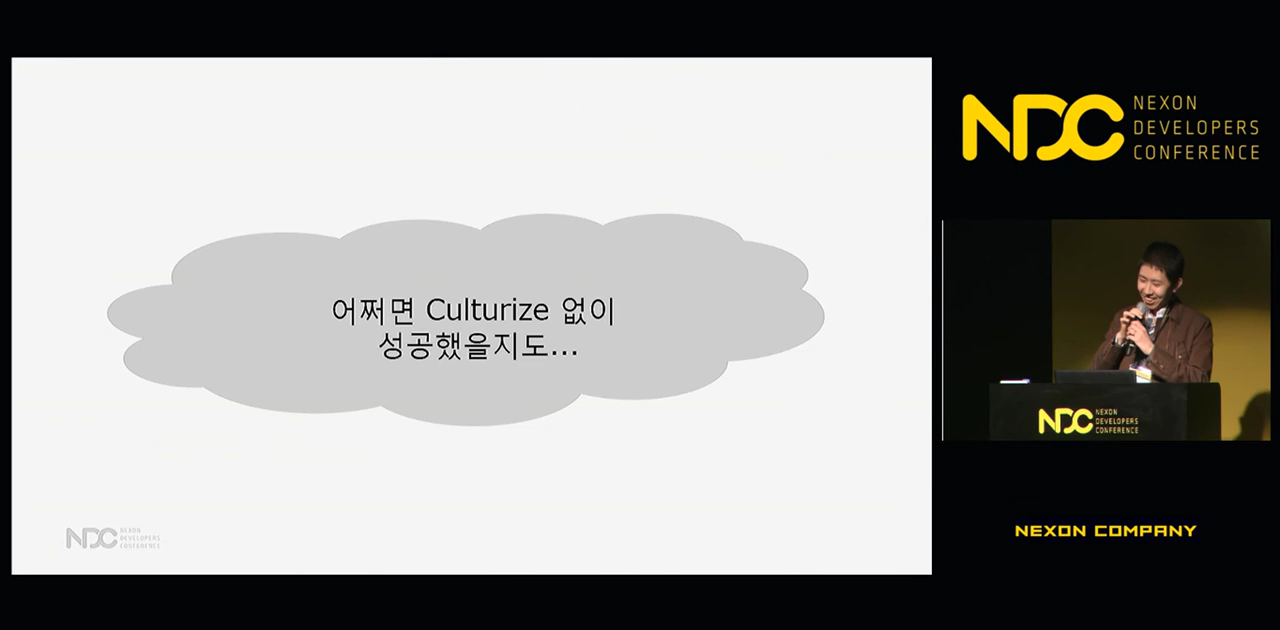 어쩌면 Culturize 없이
성공했을지도...
NDC NEXON
DEVELOPERS
CONFERENCE
NDC NEXON
DEVELOPERS
CONFERENCE
NDC NEXON
DEVELOPERS
CONFERENCE
NEXON COMPANY